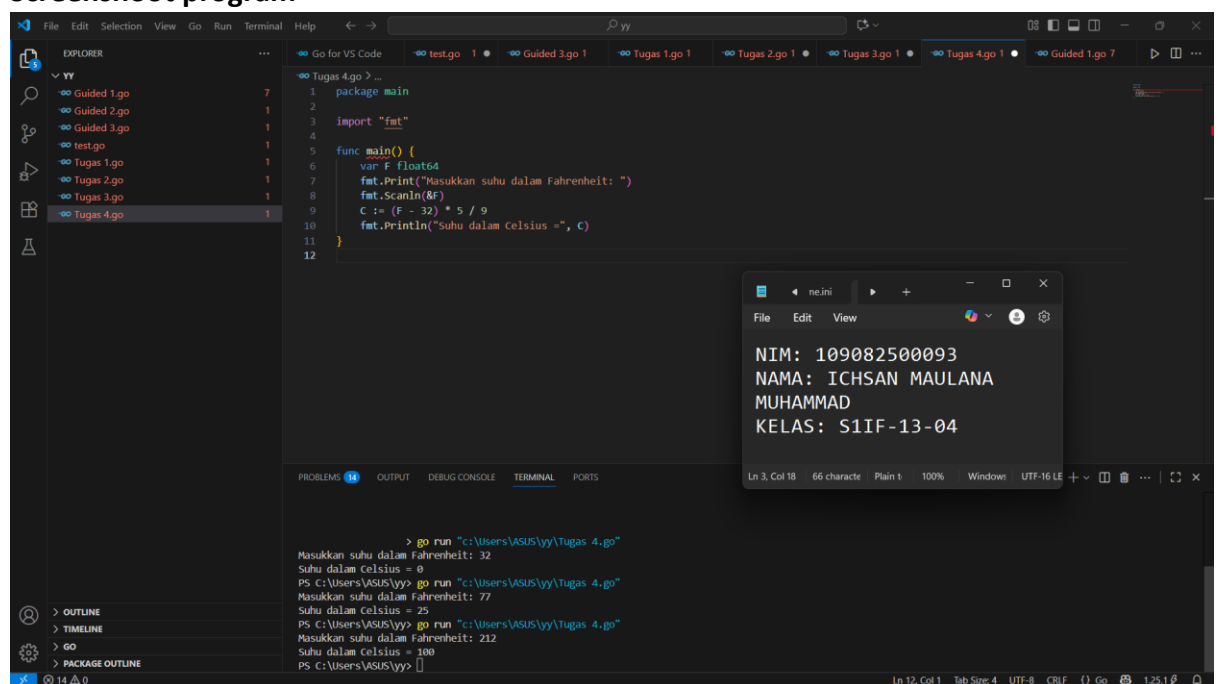 Screenshoot program
File Edit Selection View Go Run Terminal Help
yy
EXPLORER
Go for VS Code
test.go 1
Guided 3.go 1
Tugas 1.go 1
Tugas 2.go 1
Tugas 3.go 1
Tugas 4.go 1
Guided 1.go 7
YY
Guided 1.go 7
Guided 2.go 1
Guided 3.go 1
test.go 1
Tugas 1.go 1
Tugas 2.go 1
Tugas 3.go 1
Tugas 4.go 1
5
Tugas 4.go > ...
1 package main
2
3 import "fmt"
4
5 func main() {
6 var F float64
7 fmt.Print("Masukkan suhu dalam Fahrenheit: ")
8 fmt.Scanln(&F)
9 C := (F - 32) * 5 / 9
10 fmt.Println("Suhu dalam Celsius =", C)
11 }
12
ne.ini
File Edit View
NIM: 109082500093
NAMA: ICHSAN MAULANA
MUHAMMAD
KELAS: S1IF-13-04
Ln 3, Col 18 66 characte Plain t 100% Window UTF-16 LE
PROBLEMS 14 OUTPUT DEBUG CONSOLE TERMINAL PORTS
> go run "c:\Users\ASUS\yy\Tugas 4.go"
Masukkan suhu dalam Fahrenheit: 32
Suhu dalam Celsius = 0
PS C:\Users\ASUS\yy> go run "c:\Users\ASUS\yy\Tugas 4.go"
Masukkan suhu dalam Fahrenheit: 77
Suhu dalam Celsius = 25
PS C:\Users\ASUS\yy> go run "c:\Users\ASUS\yy\Tugas 4.go"
Masukkan suhu dalam Fahrenheit: 212
Suhu dalam Celsius = 100
PS C:\Users\ASUS\yy>
OUTLINE
TIMELINE
GO
PACKAGE OUTLINE
14 0
Ln 12, Col 1 Tab Size: 4 UTF-8 CRLF {} Go 1.25.1